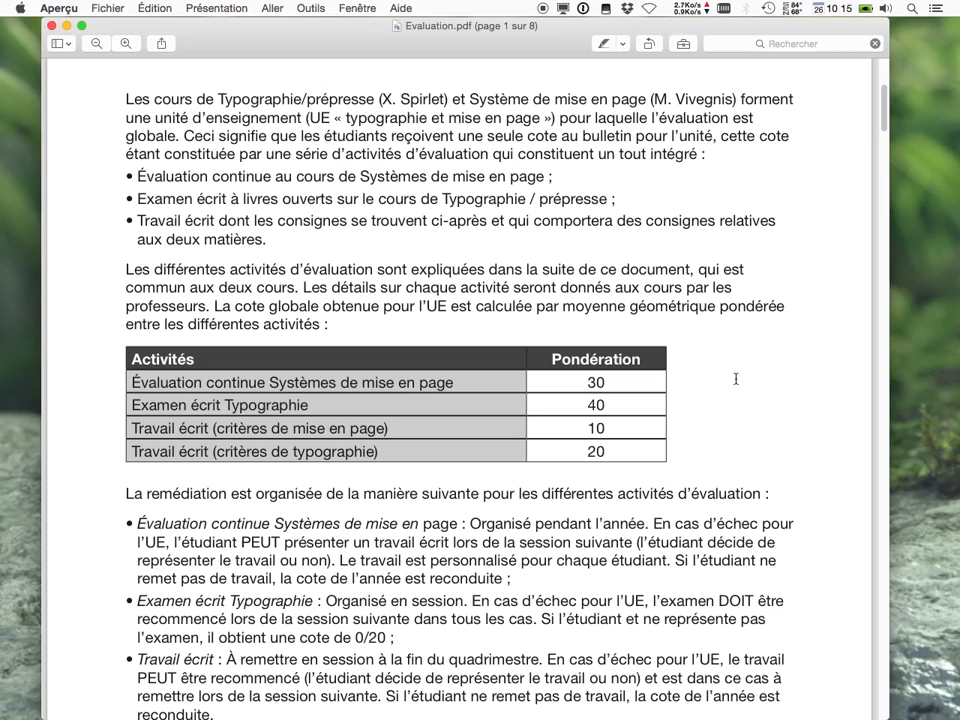 Aperçu Fichier Édition Présentation Aller Outils Fenêtre Aide 2.7Ko/s 0.9Ko/s 84° 68° 26 10 15
Evaluation.pdf (page 1 sur 8)
Rechercher
Les cours de Typographie/prépresse (X. Spirlet) et Système de mise en page (M. Vivegnis) forment
une unité d’enseignement (UE « typographie et mise en page ») pour laquelle l’évaluation est
globale. Ceci signifie que les étudiants reçoivent une seule cote au bulletin pour l’unité, cette cote
étant constituée par une série d’activités d’évaluation qui constituent un tout intégré :
• Évaluation continue au cours de Systèmes de mise en page ;
• Examen écrit à livres ouverts sur le cours de Typographie / prépresse ;
• Travail écrit dont les consignes se trouvent ci-après et qui comportera des consignes relatives
aux deux matières.
Les différentes activités d’évaluation sont expliquées dans la suite de ce document, qui est
commun aux deux cours. Les détails sur chaque activité seront donnés aux cours par les
professeurs. La cote globale obtenue pour l’UE est calculée par moyenne géométrique pondérée
entre les différentes activités :
Activités Pondération
Évaluation continue Systèmes de mise en page 30
Examen écrit Typographie 40
Travail écrit (critères de mise en page) 10
Travail écrit (critères de typographie) 20
La remédiation est organisée de la manière suivante pour les différentes activités d’évaluation :
• Évaluation continue Systèmes de mise en page : Organisé pendant l’année. En cas d’échec pour
l’UE, l’étudiant PEUT présenter un travail écrit lors de la session suivante (l’étudiant décide de
représenter le travail ou non). Le travail est personnalisé pour chaque étudiant. Si l’étudiant ne
remet pas de travail, la cote de l’année est reconduite ;
• Examen écrit Typographie : Organisé en session. En cas d’échec pour l’UE, l’examen DOIT être
recommencé lors de la session suivante dans tous les cas. Si l’étudiant et ne représente pas
l’examen, il obtient une cote de 0/20 ;
• Travail écrit : À remettre en session à la fin du quadrimestre. En cas d’échec pour l’UE, le travail
PEUT être recommencé (l’étudiant décide de représenter le travail ou non) et est dans ce cas à
remettre lors de la session suivante. Si l’étudiant ne remet pas de travail, la cote de l’année est
reconduite.